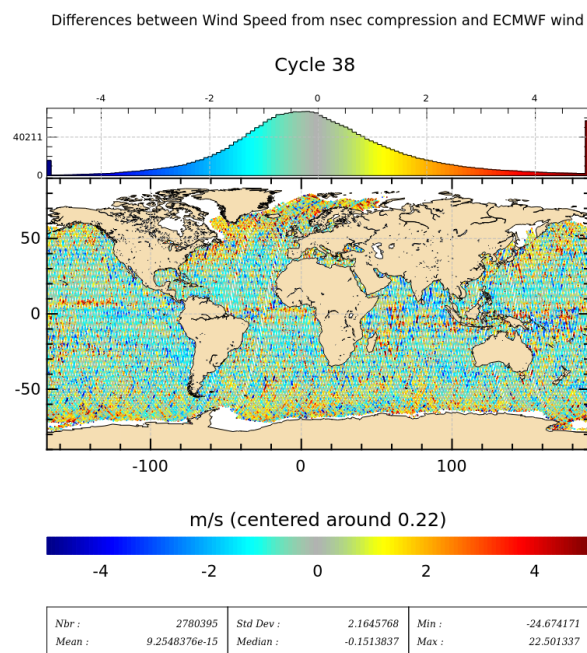 Differences between Wind Speed from nsec compression and ECMWF wind
Cycle 38
-4 -2 0 2 4
40211
0
50
0
-50
-100 0 100
m/s (centered around 0.22)
-4 -2 0 2 4
Nbr : 2780395 Std Dev : 2.1645768 Min : -24.674171
Mean : 9.2548376e-15 Median : -0.1513837 Max : 22.501337